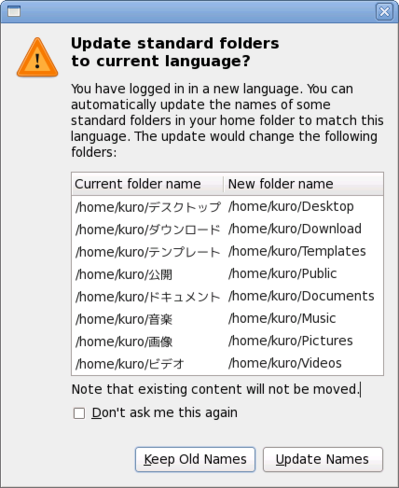 Update standard folders
to current language?
You have logged in in a new language. You can
automatically update the names of some
standard folders in your home folder to match this
language. The update would change the following
folders:
Current folder name New folder name
/home/kuro/デスクトップ /home/kuro/Desktop
/home/kuro/ダウンロード /home/kuro/Download
/home/kuro/テンプレート /home/kuro/Templates
/home/kuro/公開 /home/kuro/Public
/home/kuro/ドキュメント /home/kuro/Documents
/home/kuro/音楽 /home/kuro/Music
/home/kuro/画像 /home/kuro/Pictures
/home/kuro/ビデオ /home/kuro/Videos
Note that existing content will not be moved.
Don't ask me this again
Keep Old Names Update Names